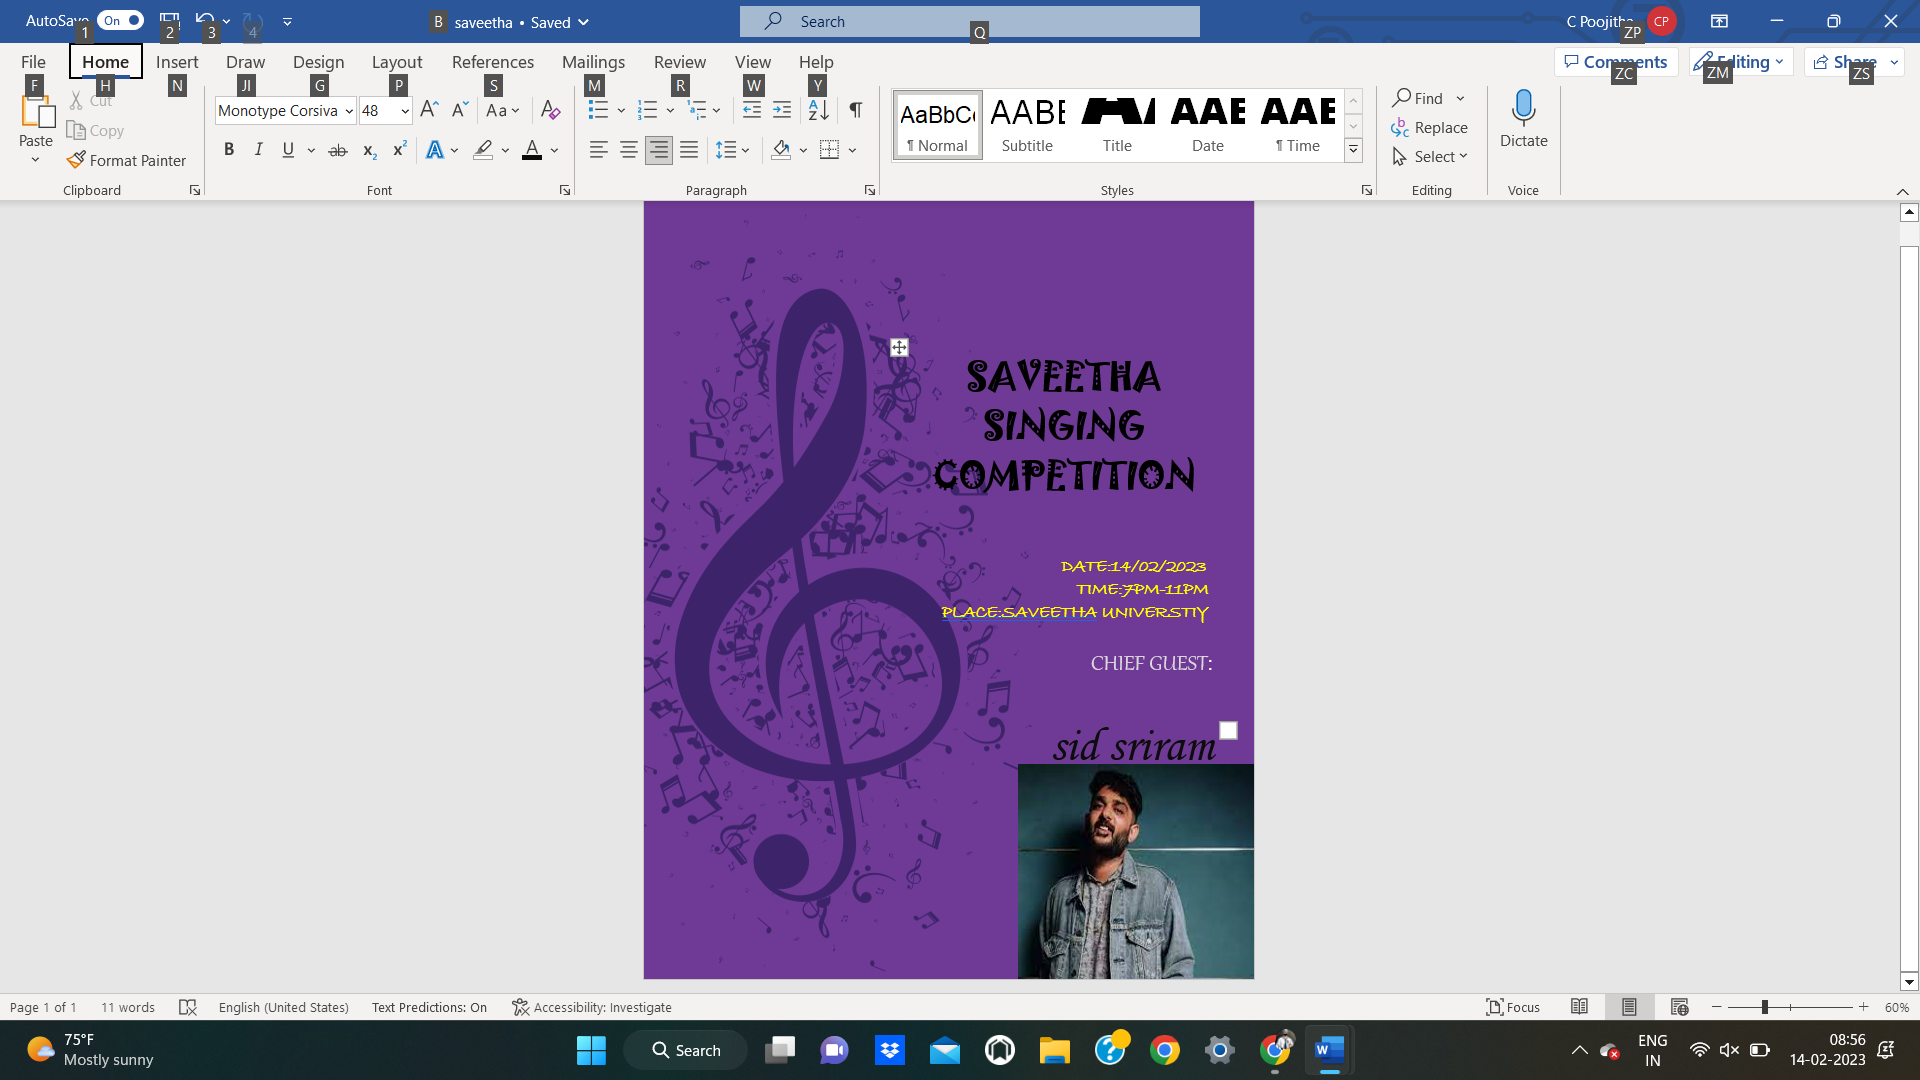 AutoSave On
saveetha • Saved
Search
C Poojitha CP
1 2 3 4 B Q ZP
File Home Insert Draw Design Layout References Mailings Review View Help
Comments Editing Share
F H N JI G P S M R W Y ZC ZM ZS
Paste
Cut
Copy
Format Painter
Clipboard
Monotype Corsiva 48
Aa
B I U ab x₂ x² A A
Font
Paragraph
AaBbCc AABE AAE AAE
¶ Normal Subtitle Title Date ¶ Time
Styles
Find
Replace
Select
Editing
Dictate
Voice
SAVEETHA
SINGING
COMPETITION
DATE:14/02/2023
TIME:7PM-11PM
PLACE:SAVEETHA UNIVERSTIY
CHIEF GUEST:
sid sriram
Page 1 of 1 11 words English (United States) Text Predictions: On Accessibility: Investigate Focus 60%
75°F
Mostly sunny
Search
ENG
IN
08:56
14-02-2023